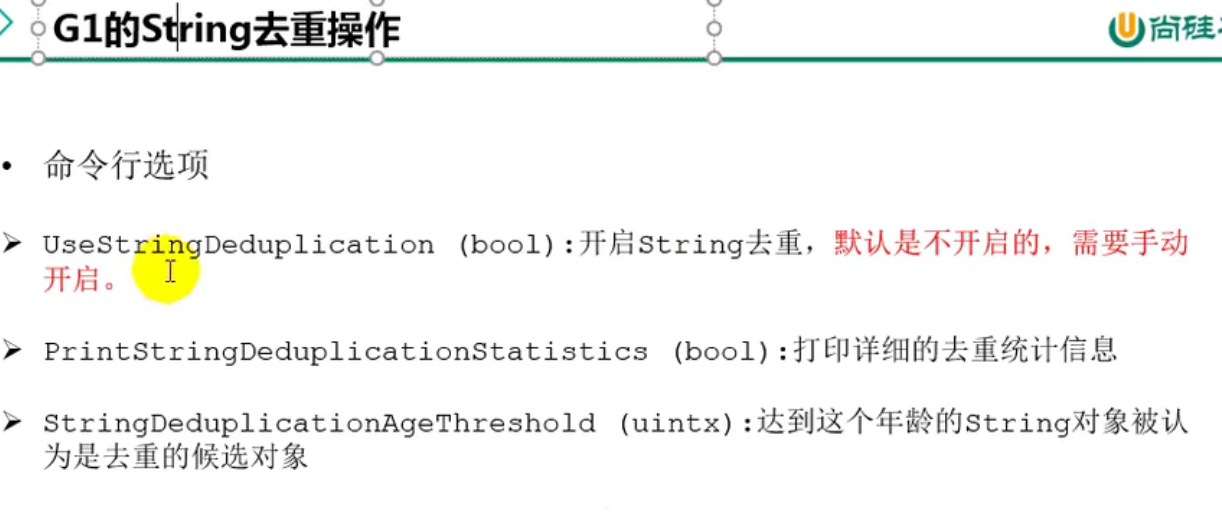 G1的String去重操作
尚硅
• 命令行选项
➢ UseStringDeduplication (bool):开启String去重，默认是不开启的，需要手动
开启。
➢ PrintStringDeduplicationStatistics (bool):打印详细的去重统计信息
➢ StringDeduplicationAgeThreshold (uintx):达到这个年龄的String对象被认
为是去重的候选对象